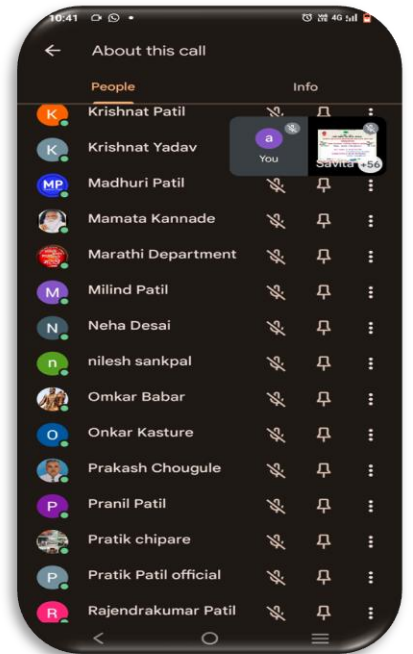 10:41 4G
About this call
People Info
K Krishnat Patil
a You
Savita +56
K Krishnat Yadav
MP Madhuri Patil
Mamata Kannade
Marathi Department
M Milind Patil
N Neha Desai
n nilesh sankpal
Omkar Babar
O Onkar Kasture
Prakash Chougule
P Pranil Patil
Pratik chipare
P Pratik Patil official
R Rajendrakumar Patil